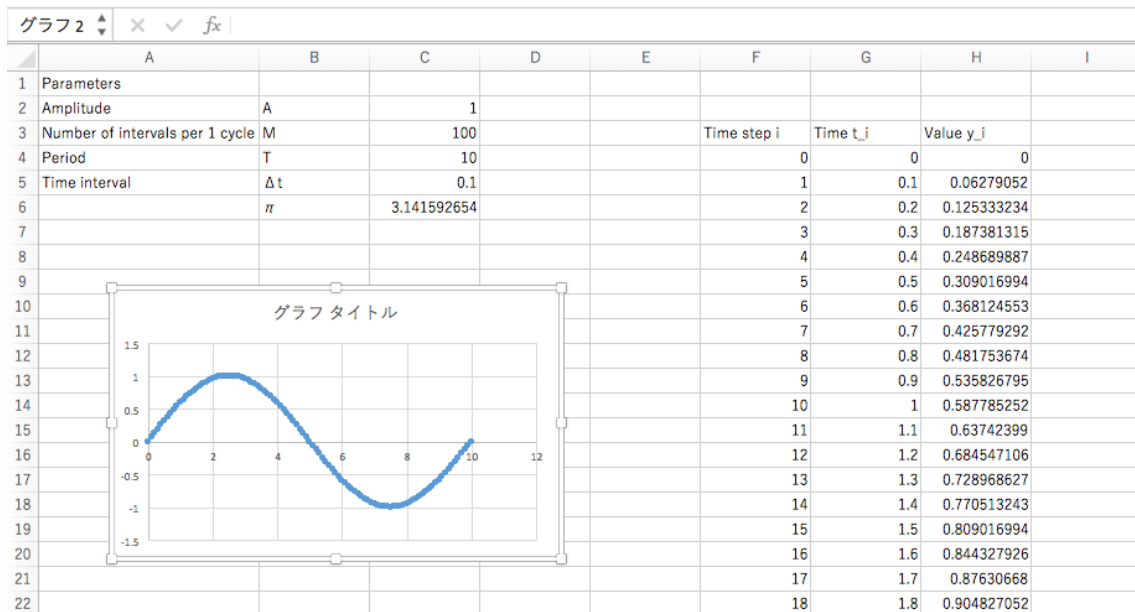 グラフ 2 fx
A B C D E F G H I
1 Parameters
2 Amplitude A 1
3 Number of intervals per 1 cycle M 100 Time step i Time t_i Value y_i
4 Period T 10 0 0 0
5 Time interval Δt 0.1 1 0.1 0.06279052
6 π 3.141592654 2 0.2 0.125333234
7 3 0.3 0.187381315
8 4 0.4 0.248689887
9 5 0.5 0.309016994
10 6 0.6 0.368124553
11 7 0.7 0.425779292
12 8 0.8 0.481753674
13 9 0.9 0.535826795
14 10 1 0.587785252
15 11 1.1 0.63742399
16 12 1.2 0.684547106
17 13 1.3 0.728968627
18 14 1.4 0.770513243
19 15 1.5 0.809016994
20 16 1.6 0.844327926
21 17 1.7 0.87630668
22 18 1.8 0.904827052
グラフ タイトル
1.5
1
0.5
0
0 2 4 6 8 10 12
-0.5
-1
-1.5